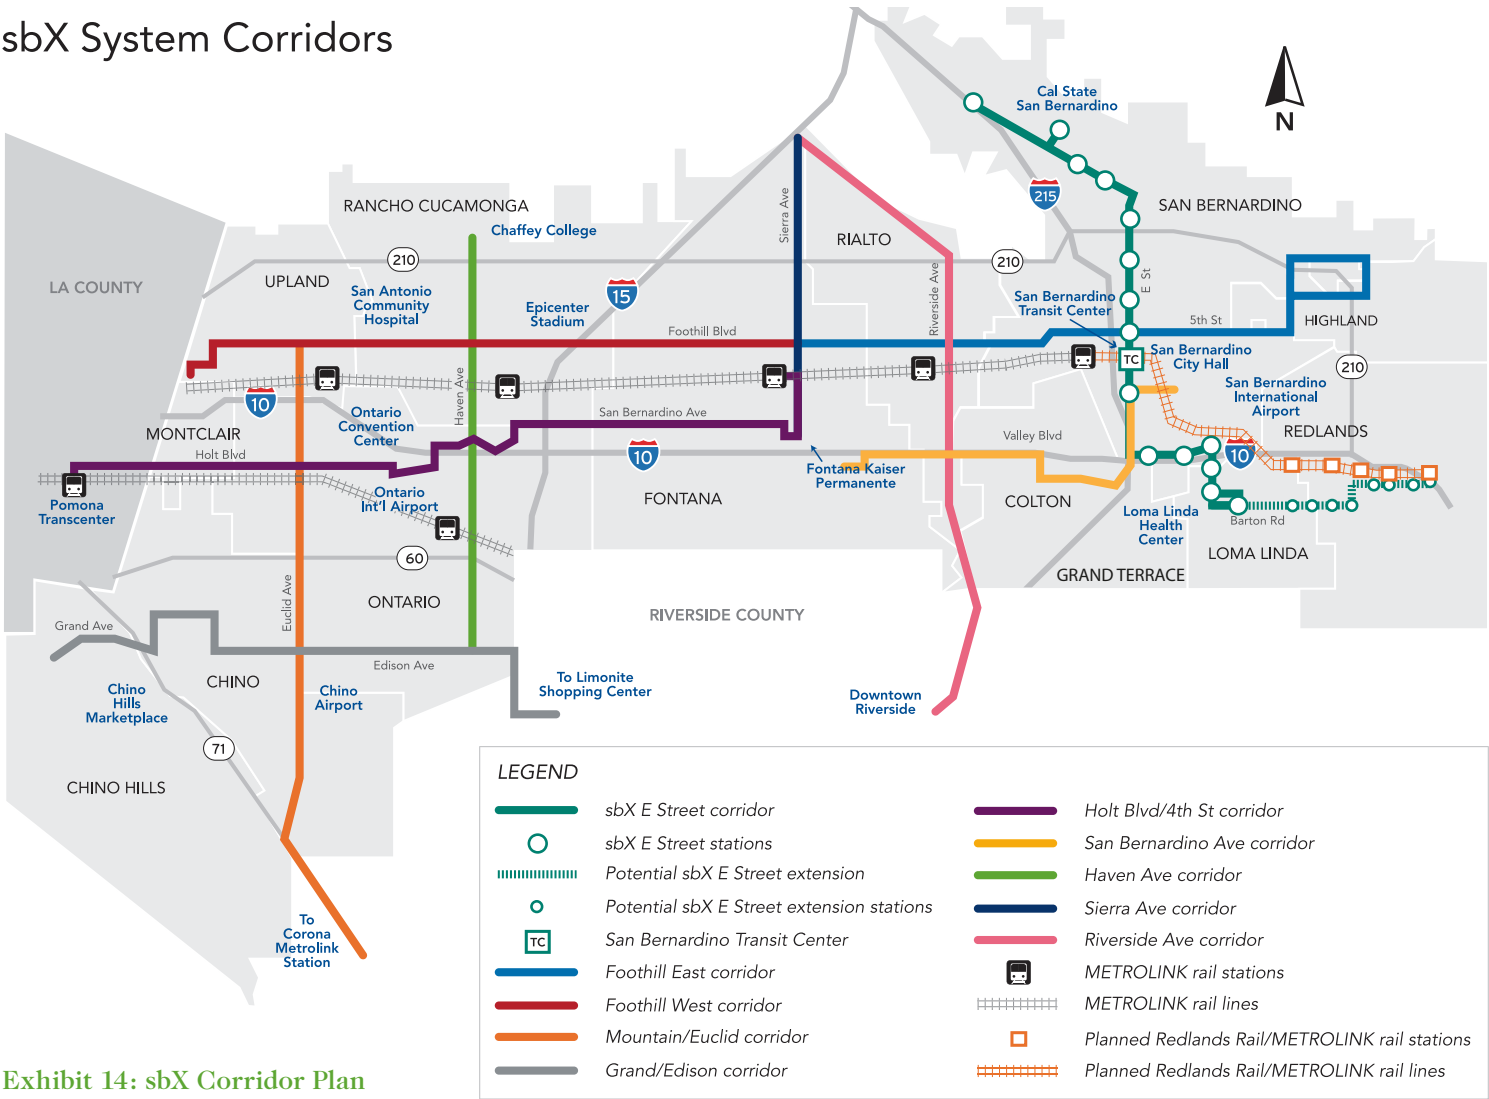 sbX System Corridors
Cal State
San Bernardino
N
215
SAN BERNARDINO
RANCHO CUCAMONGA
Chaffey College
Sierra Ave
RIALTO
210
210
LA COUNTY
UPLAND
San Antonio
Community
Hospital
Epicenter
Stadium
15
Riverside Ave
San Bernardino
Transit Center
E St
5th St
HIGHLAND
Foothill Blvd
TC
San Bernardino
City Hall
210
San Bernardino
International
Airport
10
Haven Ave
Ontario
Convention
Center
San Bernardino Ave
MONTCLAIR
Holt Blvd
10
Valley Blvd
REDLANDS
10
Fontana Kaiser
Permanente
Pomona
Transcenter
Ontario
Int'l Airport
FONTANA
COLTON
Loma Linda
Health
Center
Barton Rd
LOMA LINDA
GRAND TERRACE
60
Euclid Ave
ONTARIO
RIVERSIDE COUNTY
Grand Ave
Edison Ave
CHINO
To Limonite
Shopping Center
Chino
Hills
Marketplace
Chino
Airport
Downtown
Riverside
71
CHINO HILLS
To
Corona
Metrolink
Station
LEGEND
sbX E Street corridor
sbX E Street stations
Potential sbX E Street extension
Potential sbX E Street extension stations
TC
San Bernardino Transit Center
Foothill East corridor
Foothill West corridor
Mountain/Euclid corridor
Grand/Edison corridor
Holt Blvd/4th St corridor
San Bernardino Ave corridor
Haven Ave corridor
Sierra Ave corridor
Riverside Ave corridor
METROLINK rail stations
METROLINK rail lines
Planned Redlands Rail/METROLINK rail stations
Planned Redlands Rail/METROLINK rail lines
Exhibit 14: sbX Corridor Plan